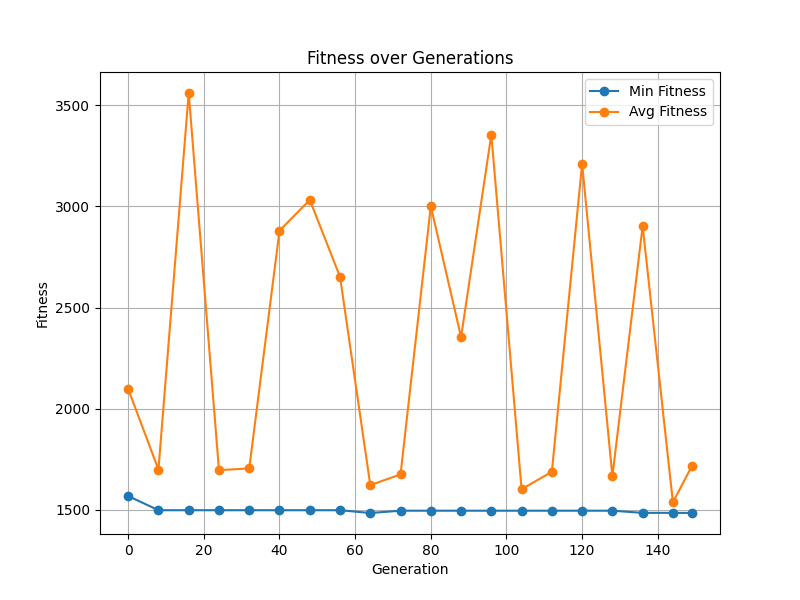 Fitness over Generations
Min Fitness
Avg Fitness
3500
3000
2500
2000
1500
Fitness
0 20 40 60 80 100 120 140
Generation